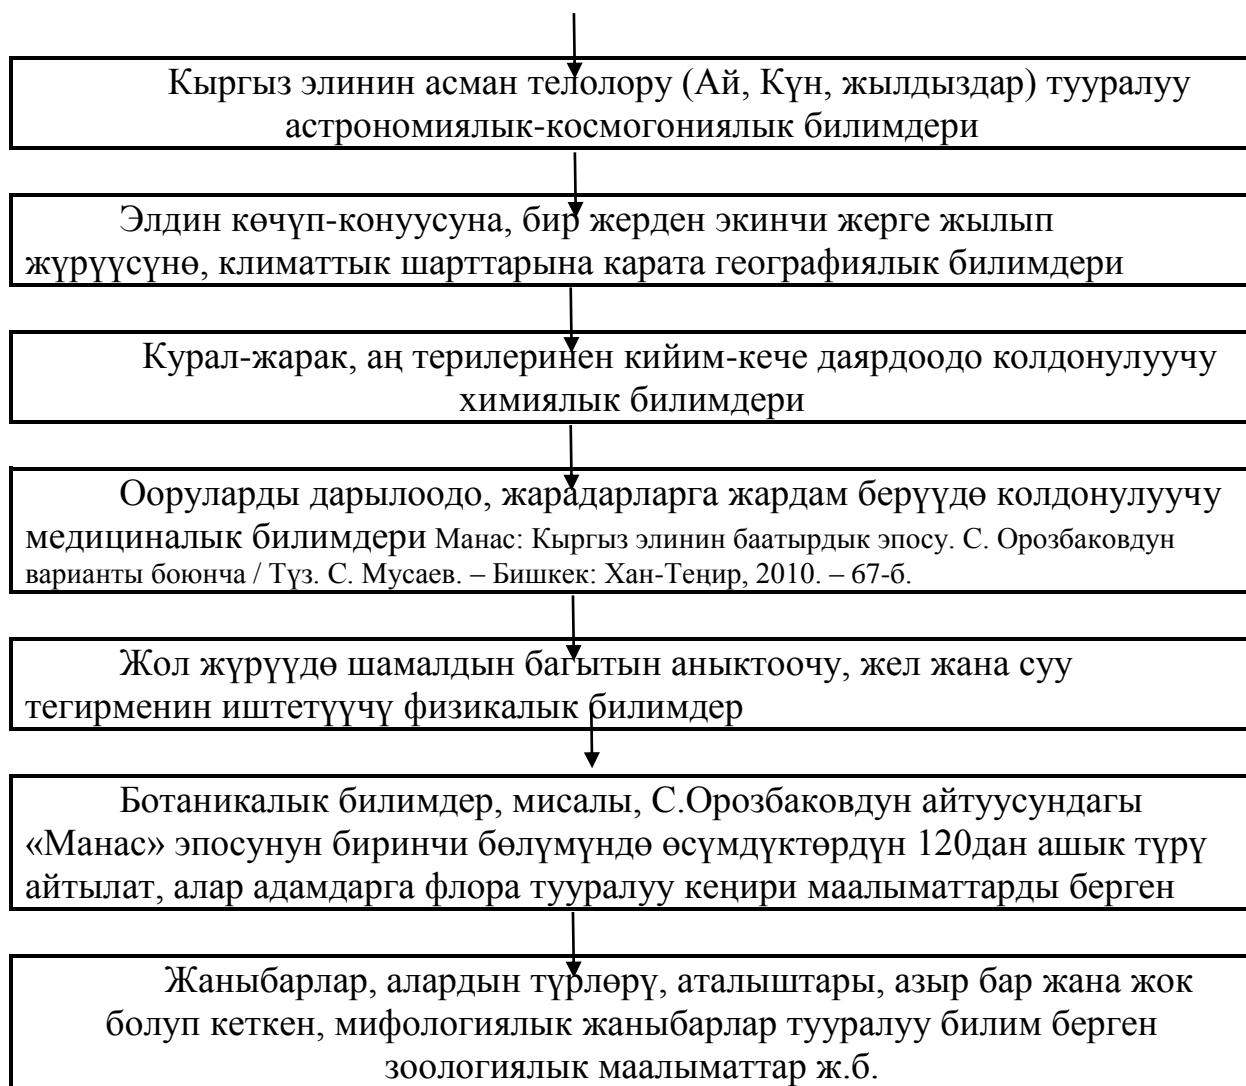 Кыргыз элинин асман телолору (Ай, Күн, жылдыздар) тууралуу
астрономиялык-космогониялык билимдери
Элдин көчүп-конуусуна, бир жерден экинчи жерге жылып
жүрүүсүнө, климаттык шарттарына карата географиялык билимдери
Курал-жарак, аң терилеринен кийим-кече даярдоодо колдонулуучу
химиялык билимдери
Ооруларды дарылоодо, жарадарларга жардам берүүдө колдонулуучу
медициналык билимдери Манас: Кыргыз элинин баатырдык эпосу. С. Орозбаковдун
варианты боюнча / Түз. С. Мусаев. – Бишкек: Хан-Теңир, 2010. – 67-б.
Жол жүрүүдө шамалдын багытын аныктоочу, жел жана суу
тегирменин иштетүүчү физикалык билимдер
Ботаникалык билимдер, мисалы, С.Орозбаковдун айтуусундагы
«Манас» эпосунун биринчи бөлүмүндө өсүмдүктөрдүн 120дан ашык түрү
айтылат, алар адамдарга флора тууралуу кеңири маалыматтарды берген
Жаныбарлар, алардын түрлөрү, аталыштары, азыр бар жана жок
болуп кеткен, мифологиялык жаныбарлар тууралуу билим берген
зоологиялык маалыматтар ж.б.